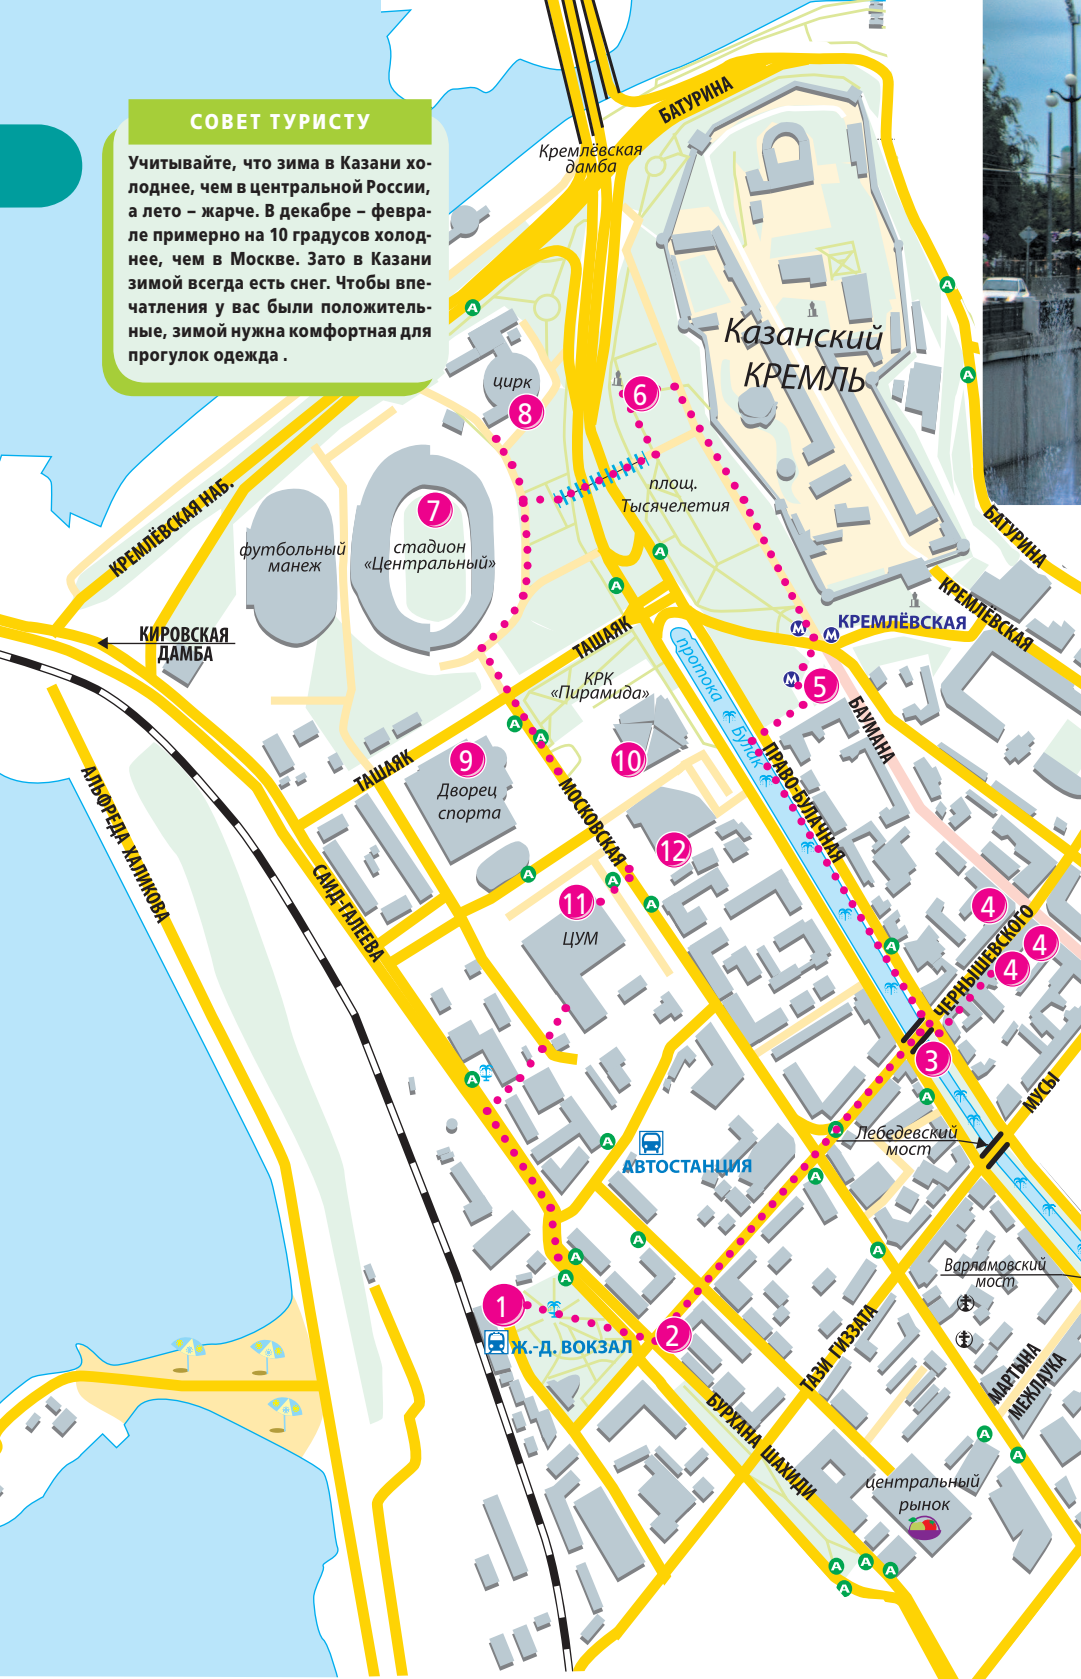 СОВЕТ ТУРИСТУ
Учитывайте, что зима в Казани хо-
лоднее, чем в центральной России,
а лето – жарче. В декабре – февра-
ле примерно на 10 градусов холод-
нее, чем в Москве. Зато в Казани
зимой всегда есть снег. Чтобы впе-
чатления у вас были положитель-
ные, зимой нужна комфортная для
прогулок одежда .
БАТУРИНА
Кремлёвская
дамба
А
А
А
Казанский
КРЕМЛЬ
цирк
8
6
площ.
Тысячелетия
КРЕМЛЁВСКАЯ НАБ.
7
футбольный
манеж
стадион
«Центральный»
БАТУРИНА
А
А
КРЕМЛЁВСКАЯ
М
М
КРЕМЛЁВСКАЯ
КИРОВСКАЯ
ДАМБА
ТАШАЯК
протока Булак
КРК
«Пирамида»
М
5
БАУМАНА
А
А
ТАШАЯК
9
Дворец
спорта
10
ПРАВО-БУЛАЧНАЯ
МОСКОВСКАЯ
АЛЬФРЕДА ХАЛИКОВА
САИД-ГАЛЕЕВА
12
А
А
А
11
ЦУМ
4
4
4
А
ЧЕРНЫШЕВСКОГО
3
А
А
МУСЫ
А
Лебедевский
мост
А
АВТОСТАНЦИЯ
А
А
А
А
А
Варламовский
мост
1
Ж.-Д. ВОКЗАЛ
2
ТАЗИ ГИЗЗАТА
МАРТЫНА
МЕЖЛАУКА
БУРХАНА ШАХИДИ
А
А
центральный
рынок
А
А
А
А